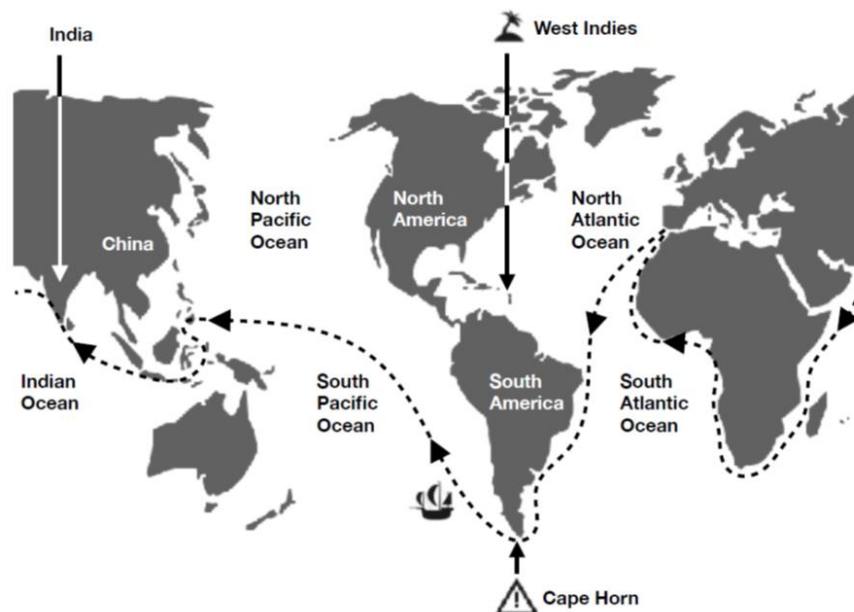 India
West Indies
North
Pacific
Ocean
North
America
North
Atlantic
Ocean
China
Indian
Ocean
South
Pacific
Ocean
South
America
South
Atlantic
Ocean
Cape Horn